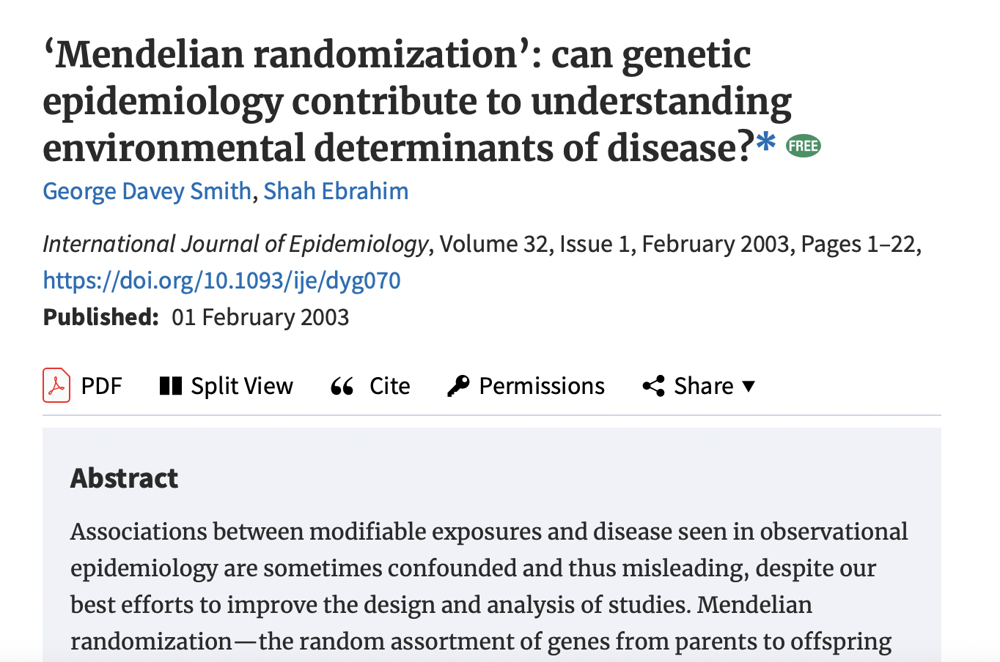 ‘Mendelian randomization’: can genetic
epidemiology contribute to understanding
environmental determinants of disease?* FREE
George Davey Smith, Shah Ebrahim
International Journal of Epidemiology, Volume 32, Issue 1, February 2003, Pages 1–22,
https://doi.org/10.1093/ije/dyg070
Published: 01 February 2003
PDF Split View Cite Permissions Share
Abstract
Associations between modifiable exposures and disease seen in observational
epidemiology are sometimes confounded and thus misleading, despite our
best efforts to improve the design and analysis of studies. Mendelian
randomization—the random assortment of genes from parents to offspring